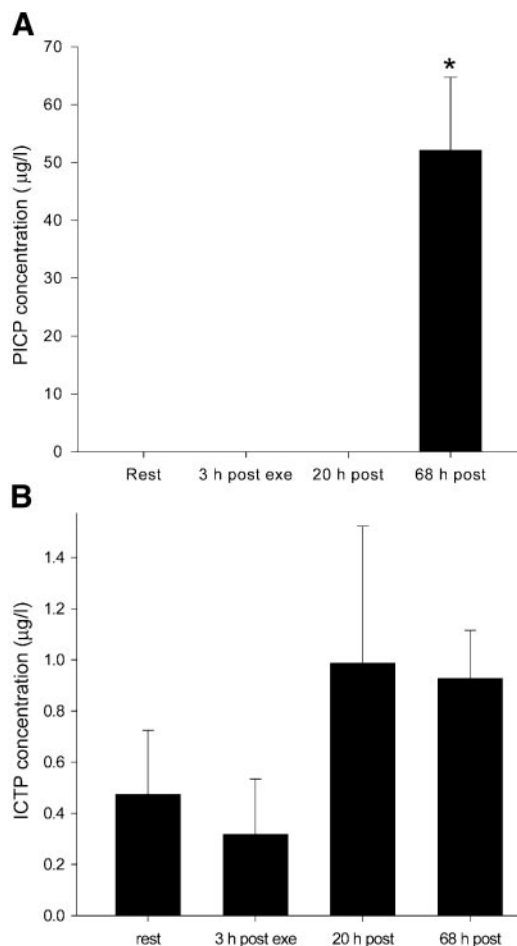 A
PICP concentration ( µg/l)
70
60
50
40
30
20
10
0
*
Rest 3 h post exe 20 h post 68 h post
B
ICTP concentration (µg/l)
1.4
1.2
1.0
0.8
0.6
0.4
0.2
0.0
rest 3 h post exe 20 h post 68 h post